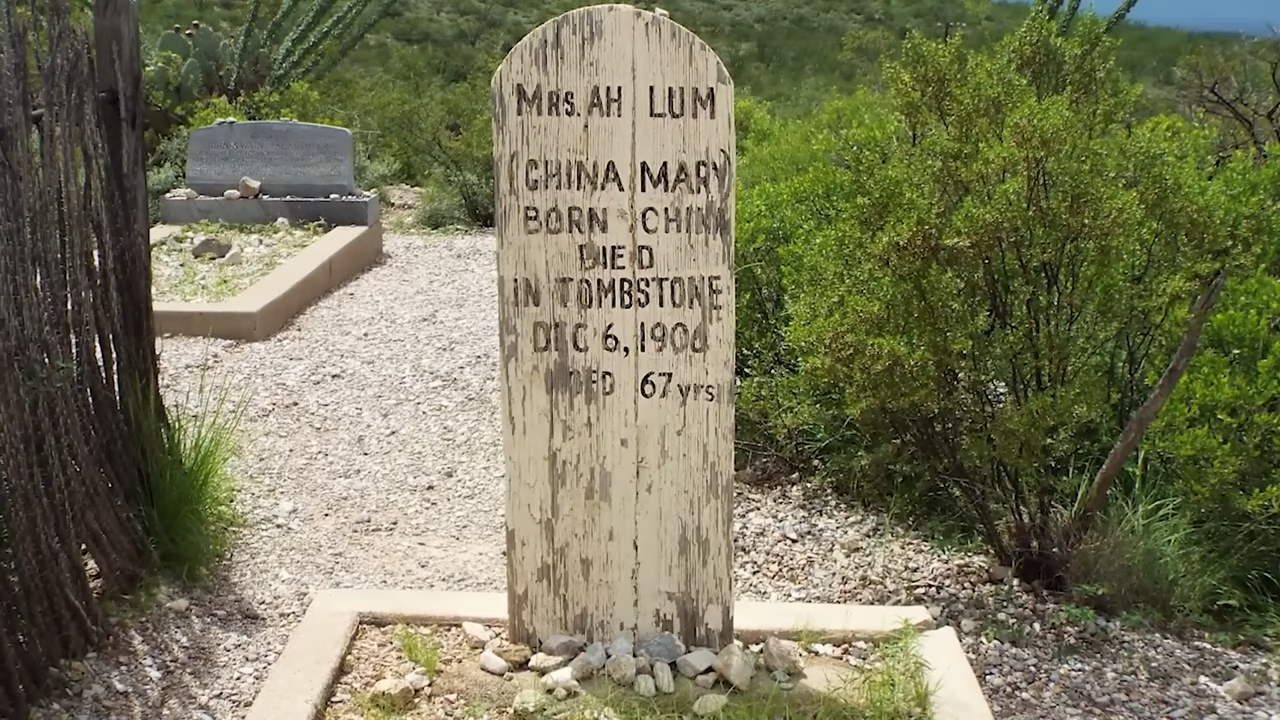 Mrs. AH LUM
(CHINA MARY)
BORN CHINA
DIED
IN TOMBSTONE
DEC 6, 1906
67 yrs